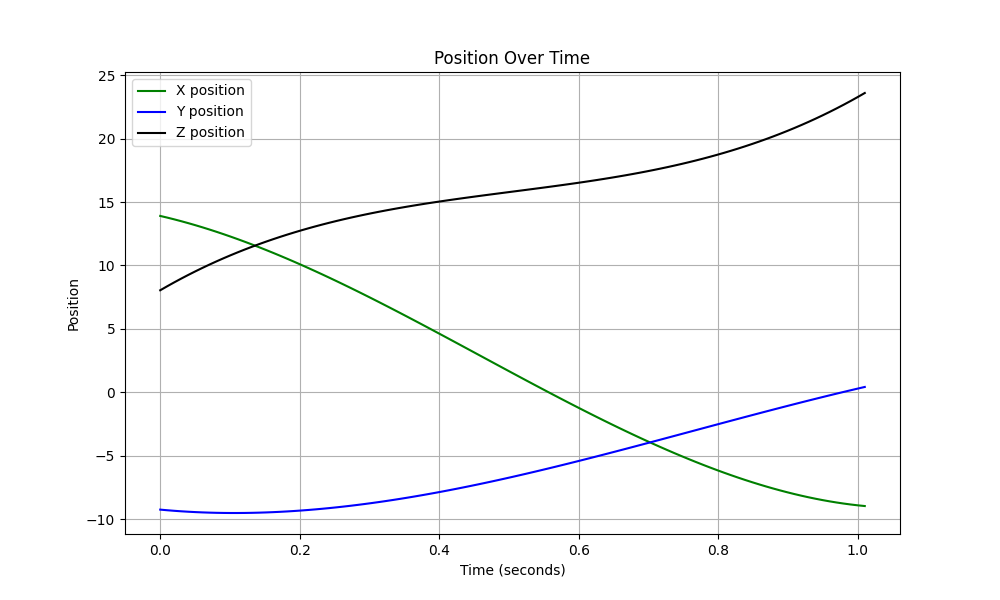 Position Over Time
X position
Y position
Z position
Position
25
20
15
10
5
0
−5
−10
0.0 0.2 0.4 0.6 0.8 1.0
Time (seconds)